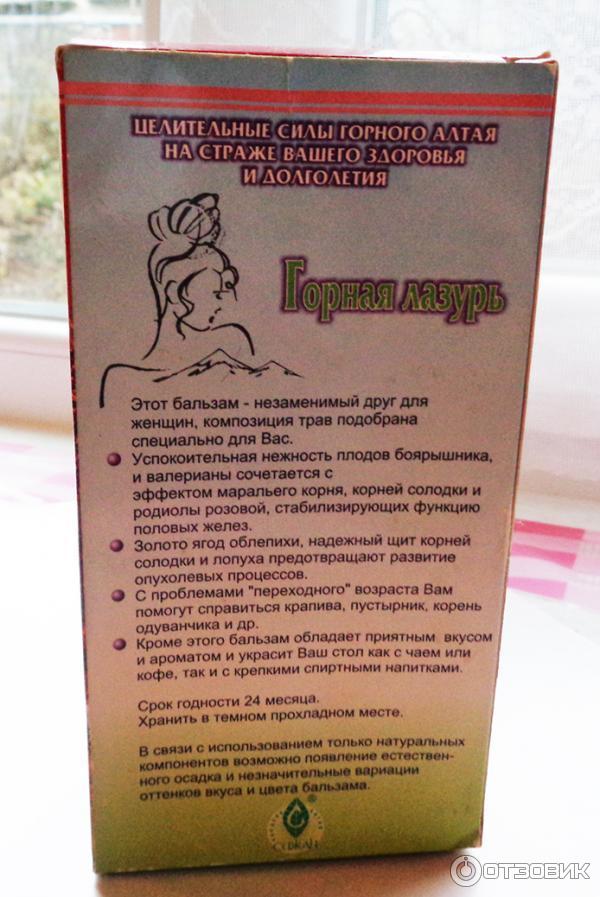 ЦЕЛИТЕЛЬНЫЕ СИЛЫ ГОРНОГО АЛТАЯ
НА СТРАЖЕ ВАШЕГО ЗДОРОВЬЯ
И ДОЛГОЛЕТИЯ
Горная лазурь
Этот бальзам - незаменимый друг для
женщин, композиция трав подобрана
специально для Вас.
Успокоительная нежность плодов боярышника,
и валерианы сочетается с
эффектом маральего корня, корней солодки и
родиолы розовой, стабилизирующих функцию
половых желез.
Золото ягод облепихи, надежный щит корней
солодки и лопуха предотвращают развитие
опухолевых процессов.
С проблемами "переходного" возраста Вам
помогут справиться крапива, пустырник, корень
одуванчика и др.
Кроме этого бальзам обладает приятным вкусом
и ароматом и украсит Ваш стол как с чаем или
кофе, так и с крепкими спиртными напитками.
Срок годности 24 месяца.
Хранить в темном прохладном месте.
В связи с использованием только натуральных
компонентов возможно появление естествен-
ного осадка и незначительные вариации
оттенков вкуса и цвета бальзама.
®
ОТЗОВИК